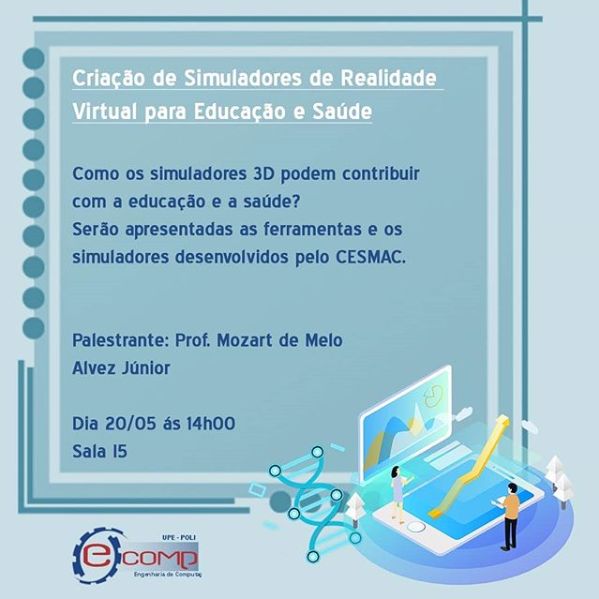 Criação de Simuladores de Realidade
Virtual para Educação e Saúde
Como os simuladores 3D podem contribuir
com a educação e a saúde?
Serão apresentadas as ferramentas e os
simuladores desenvolvidos pelo CESMAC.
Palestrante: Prof. Mozart de Melo
Alvez Júnior
Dia 20/05 ás 14h00
Sala 15
UPE - POLI
ecomp
Engenharia de Computaç